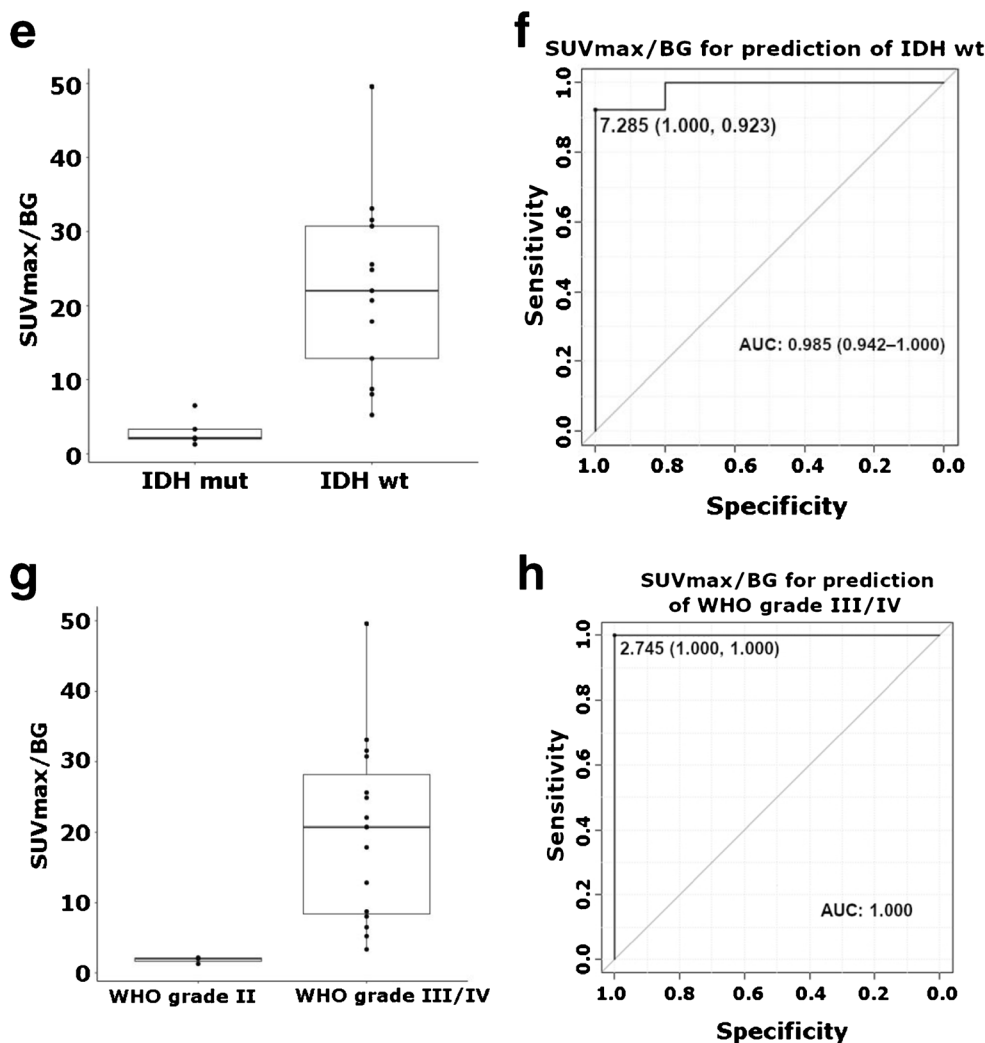 e
SUVmax/BG
50
40
30
20
10
0
IDH mut
IDH wt
f
SUVmax/BG for prediction of IDH wt
Sensitivity
1.0
0.8
0.6
0.4
0.2
0.0
7.285 (1.000, 0.923)
AUC: 0.985 (0.942–1.000)
1.0 0.8 0.6 0.4 0.2 0.0
Specificity
g
SUVmax/BG
50
40
30
20
10
0
WHO grade II
WHO grade III/IV
h
SUVmax/BG for prediction
of WHO grade III/IV
Sensitivity
1.0
0.8
0.6
0.4
0.2
0.0
2.745 (1.000, 1.000)
AUC: 1.000
1.0 0.8 0.6 0.4 0.2 0.0
Specificity